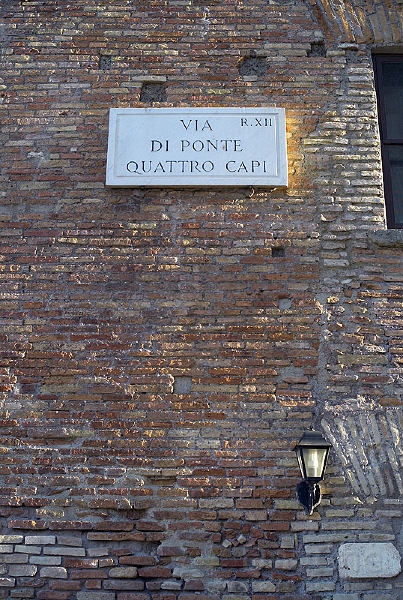 VIA R.XII
DI PONTE
QUATTRO CAPI